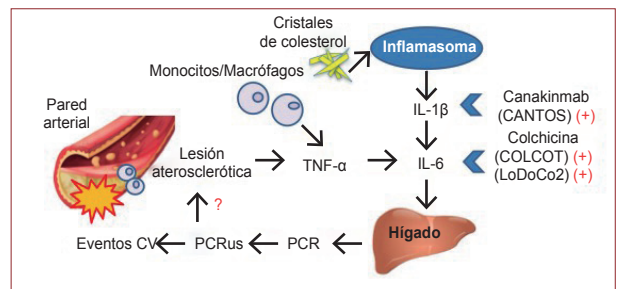 Cristales
de colesterol
Inflamasoma
Monocitos/Macrófagos
Pared
arterial
IL-1β
Canakinmab
(CANTOS) (+)
Lesión
aterosclerótica
TNF-α
IL-6
Colchicina
(COLCOT) (+)
(LoDoCo2) (+)
?
Hígado
Eventos CV
PCRus
PCR